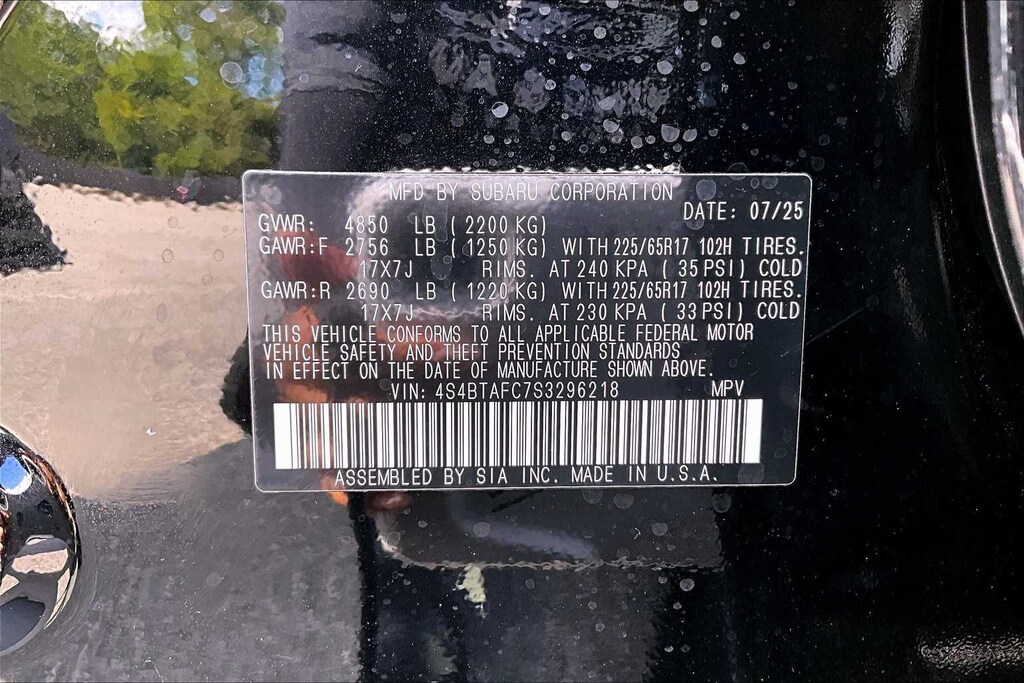 MFD BY SUBARU CORPORATION
DATE: 07/25
GVWR: 4850 LB (2200 KG)
GAWR:F 2756 LB (1250 KG) WITH 225/65R17 102H TIRES.
17X7J RIMS. AT 240 KPA (35 PSI) COLD
GAWR:R 2690 LB (1220 KG) WITH 225/65R17 102H TIRES.
17X7J RIMS. AT 230 KPA (33 PSI) COLD
THIS VEHICLE CONFORMS TO ALL APPLICABLE FEDERAL MOTOR
VEHICLE SAFETY AND THEFT PREVENTION STANDARDS
IN EFFECT ON THE DATE OF MANUFACTURE SHOWN ABOVE.
VIN: 4S4BTAFC7S3296218 MPV
ASSEMBLED BY SIA INC. MADE IN U.S.A.